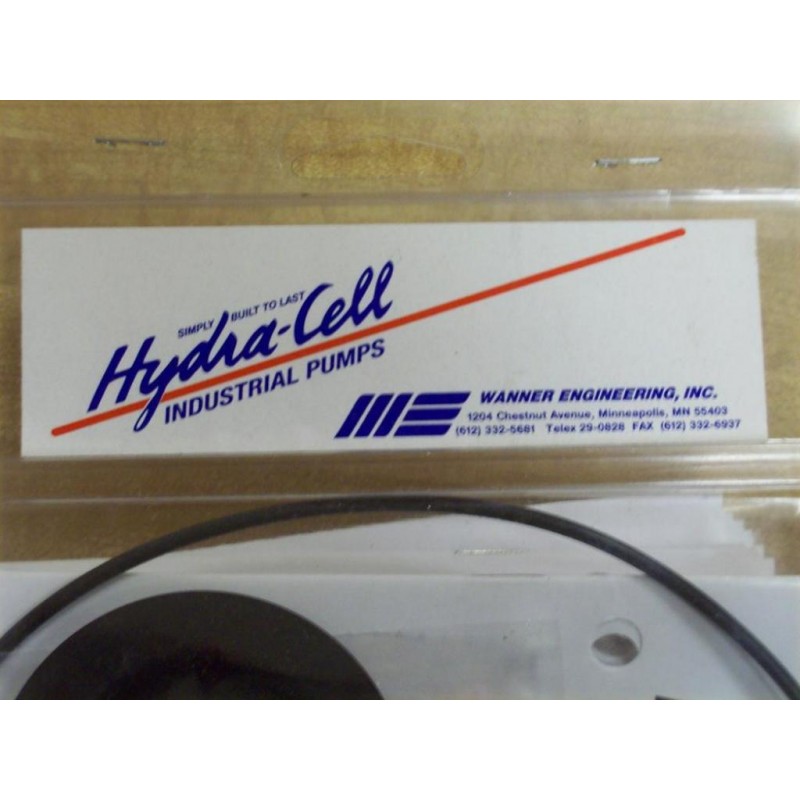 SIMPLY BUILT TO LAST
Hydra-Cell
INDUSTRIAL PUMPS
WANNER ENGINEERING, INC.
1204 Chestnut Avenue, Minneapolis, MN 55403
(612) 332-5681 Telex 29-0828 FAX (612) 332-6937